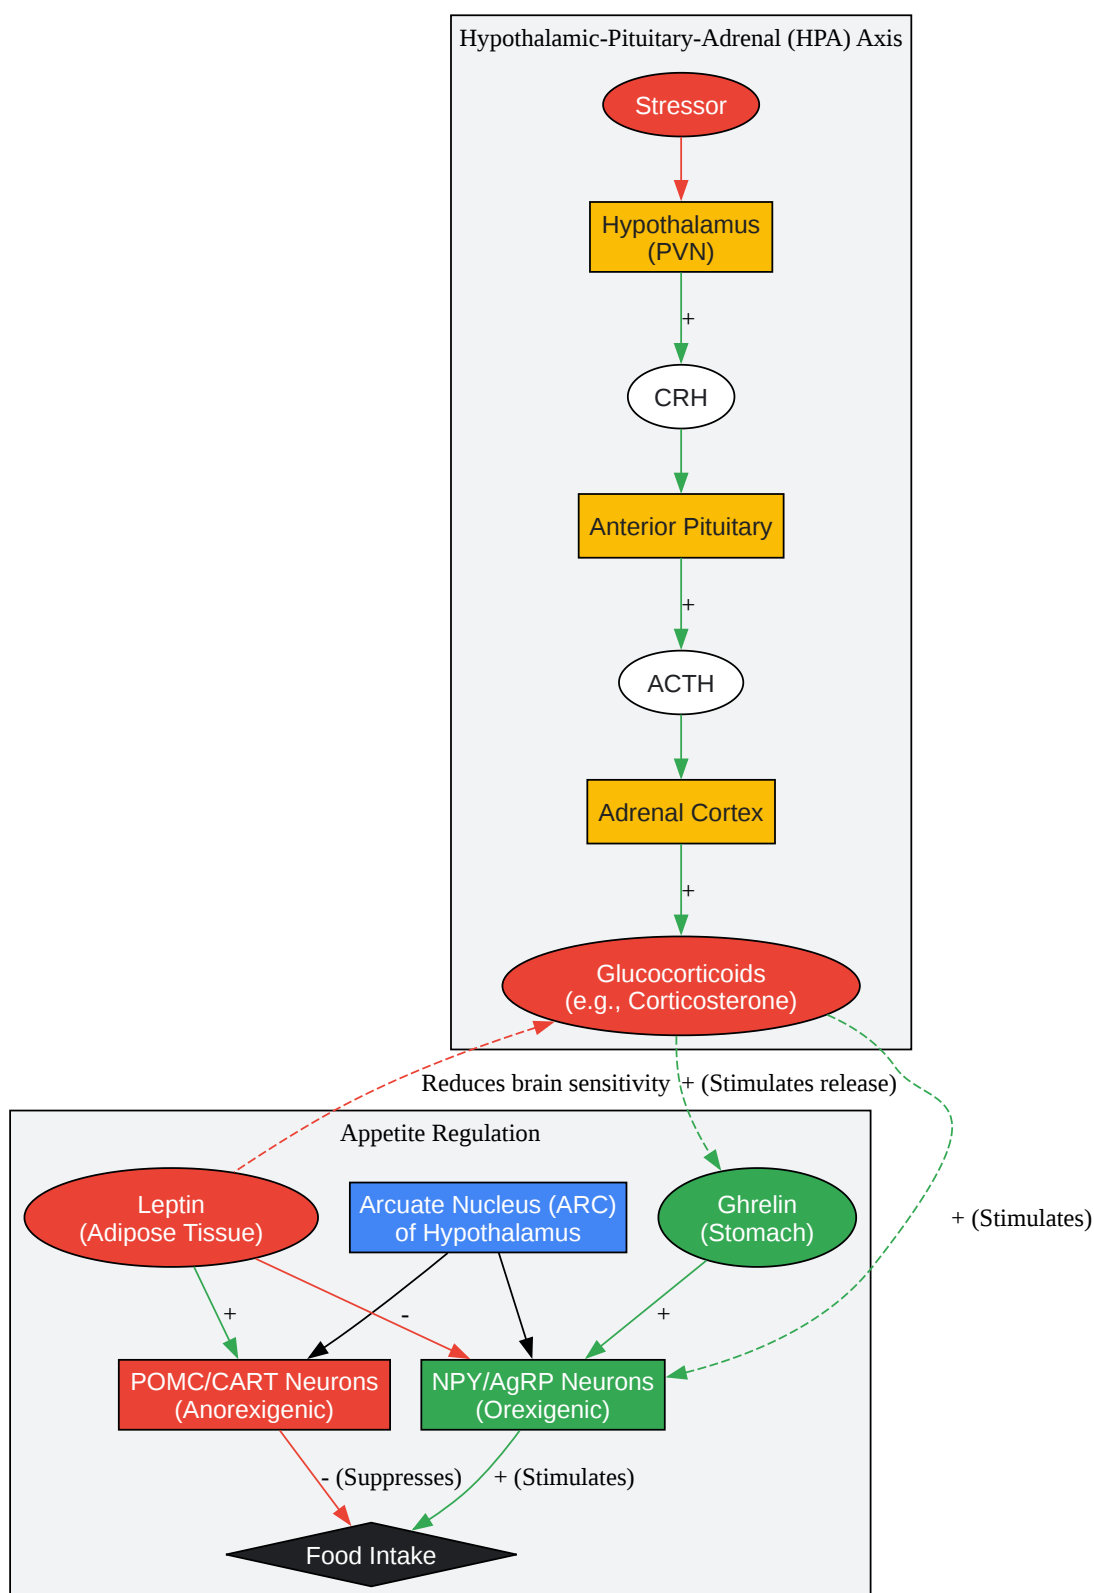 Hypothalamic-Pituitary-Adrenal (HPA) Axis
Stressor
Hypothalamus
(PVN)
+
CRH
Anterior Pituitary
+
ACTH
Adrenal Cortex
+
Glucocorticoids
(e.g., Corticosterone)
Reduces brain sensitivity
+ (Stimulates release)
Appetite Regulation
Leptin
(Adipose Tissue)
Arcuate Nucleus (ARC)
of Hypothalamus
Ghrelin
(Stomach)
+ (Stimulates)
+
-
+
POMC/CART Neurons
(Anorexigenic)
NPY/AgRP Neurons
(Orexigenic)
- (Suppresses)
+ (Stimulates)
Food Intake